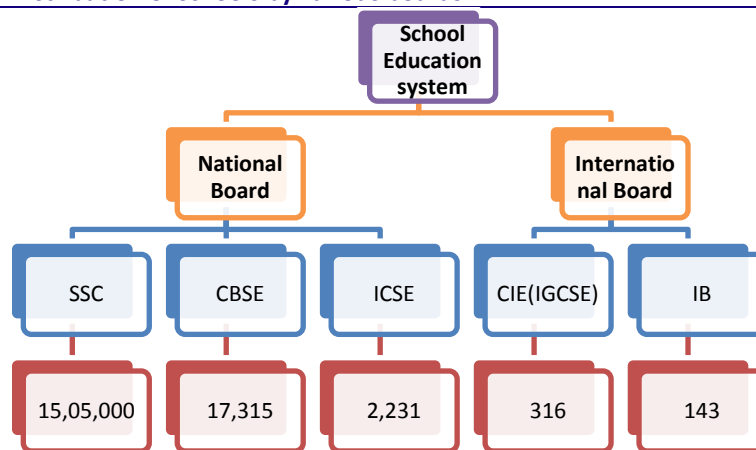 School
Education
system
National
Board
Internatio
nal Board
SSC
CBSE
ICSE
CIE(IGCSE)
IB
15,05,000
17,315
2,231
316
143